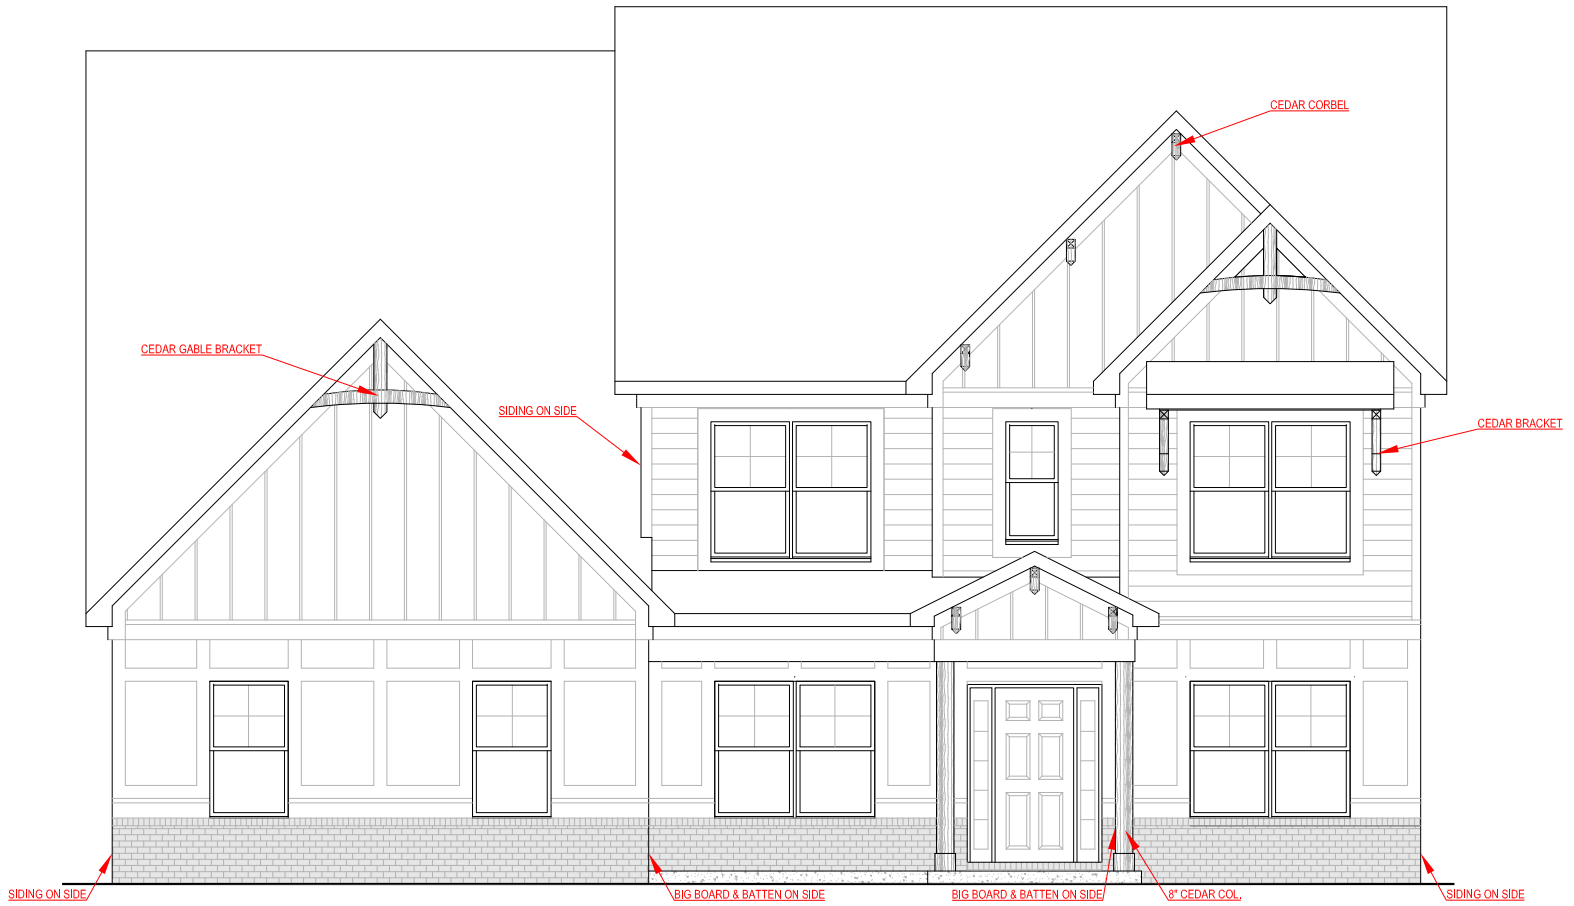 CEDAR CORBEL
CEDAR GABLE BRACKET
SIDING ON SIDE
CEDAR BRACKET
SIDING ON SIDE
BIG BOARD & BATTEN ON SIDE
BIG BOARD & BATTEN ON SIDE
8" CEDAR COL.
SIDING ON SIDE